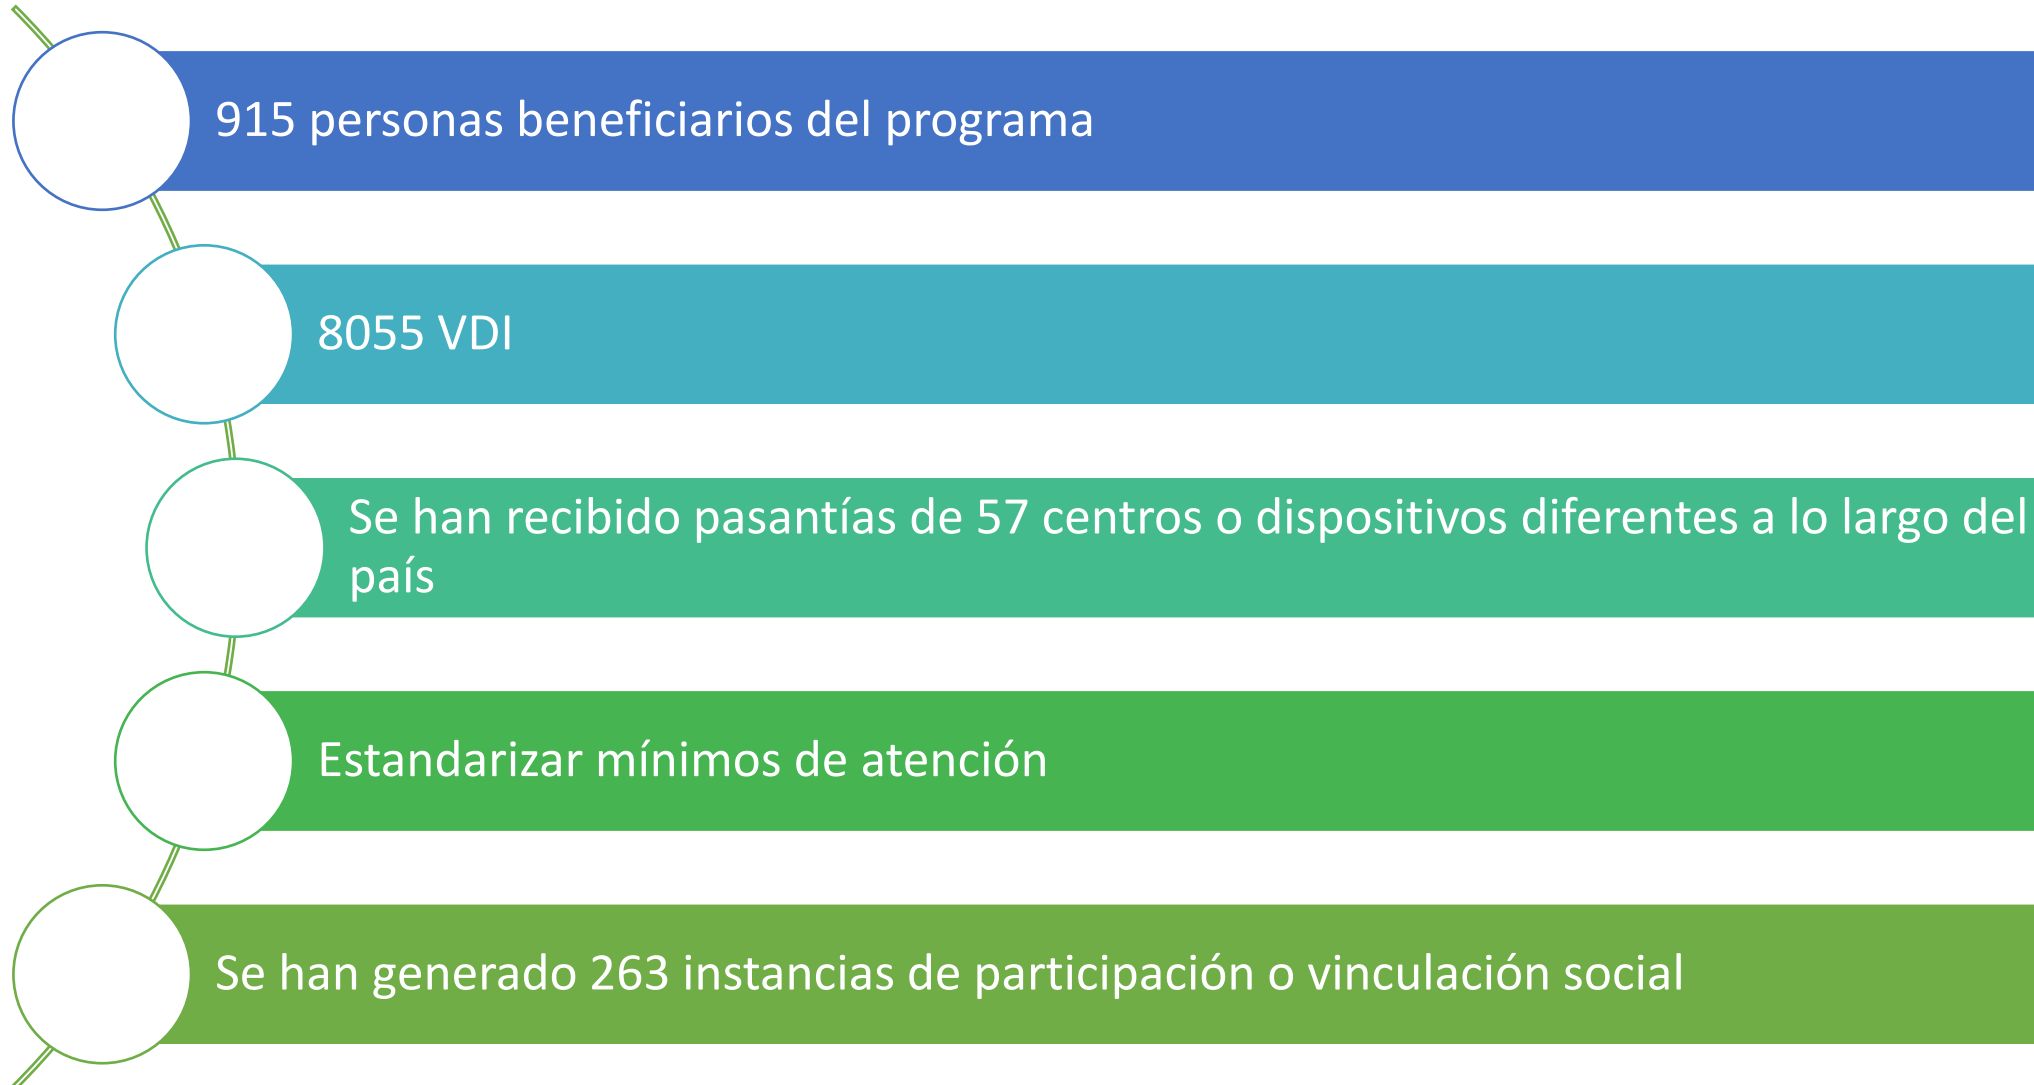 915 personas beneficiarios del programa
8055 VDI
Se han recibido pasantías de 57 centros o dispositivos diferentes a lo largo del
país
Estandarizar mínimos de atención
Se han generado 263 instancias de participación o vinculación social